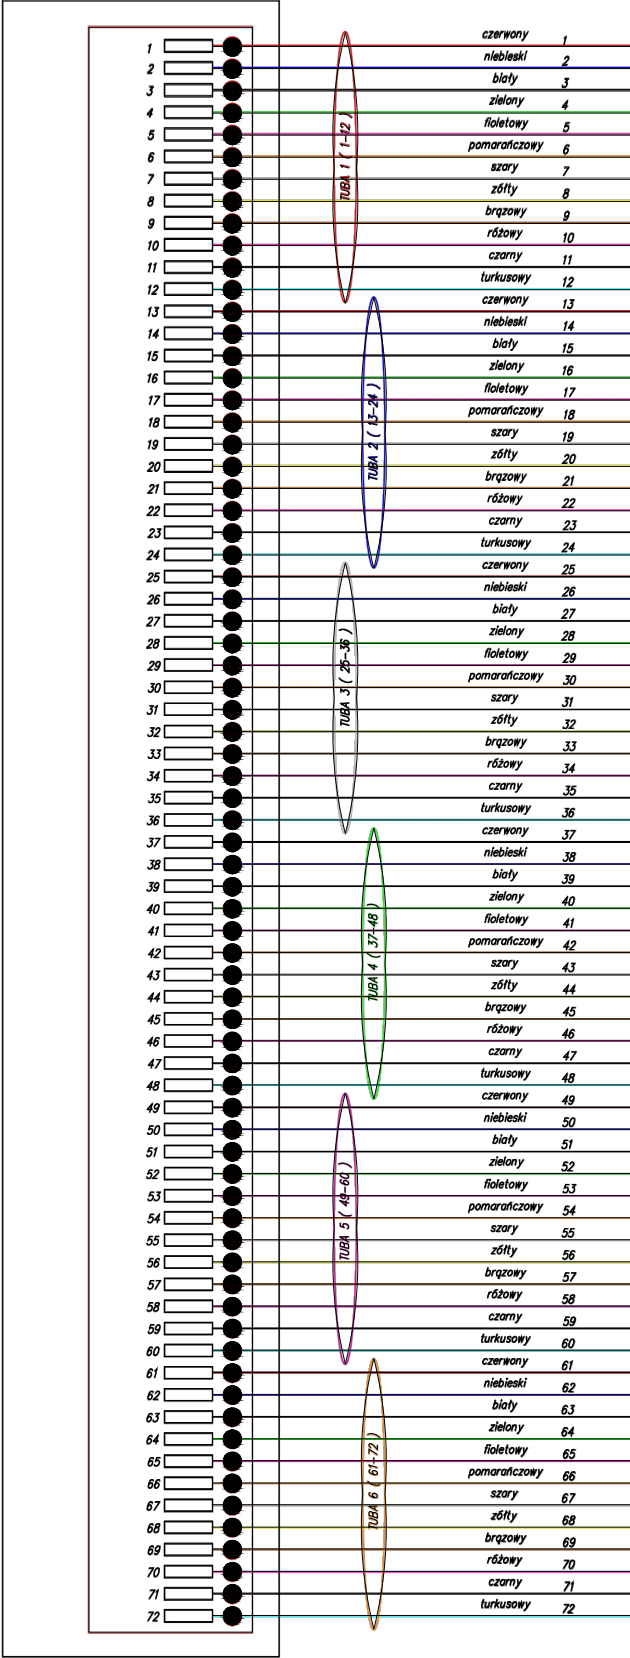 1 czerwony 1
2 niebieski 2
3 biały 3
4 zielony 4
5 fioletowy 5
6 pomarańczowy 6
7 szary 7
8 żółty 8
9 brązowy 9
10 różowy 10
11 czarny 11
12 turkusowy 12
TUBA 1 ( 1-12 )
13 czerwony 13
14 niebieski 14
15 biały 15
16 zielony 16
17 fioletowy 17
18 pomarańczowy 18
19 szary 19
20 żółty 20
21 brązowy 21
22 różowy 22
23 czarny 23
24 turkusowy 24
TUBA 2 ( 13-24 )
25 czerwony 25
26 niebieski 26
27 biały 27
28 zielony 28
29 fioletowy 29
30 pomarańczowy 30
31 szary 31
32 żółty 32
33 brązowy 33
34 różowy 34
35 czarny 35
36 turkusowy 36
TUBA 3 ( 25-36 )
37 czerwony 37
38 niebieski 38
39 biały 39
40 zielony 40
41 fioletowy 41
42 pomarańczowy 42
43 szary 43
44 żółty 44
45 brązowy 45
46 różowy 46
47 czarny 47
48 turkusowy 48
TUBA 4 ( 37-48 )
49 czerwony 49
50 niebieski 50
51 biały 51
52 zielony 52
53 fioletowy 53
54 pomarańczowy 54
55 szary 55
56 żółty 56
57 brązowy 57
58 różowy 58
59 czarny 59
60 turkusowy 60
TUBA 5 ( 49-60 )
61 czerwony 61
62 niebieski 62
63 biały 63
64 zielony 64
65 fioletowy 65
66 pomarańczowy 66
67 szary 67
68 żółty 68
69 brązowy 69
70 różowy 70
71 czarny 71
72 turkusowy 72
TUBA 6 ( 61-72 )